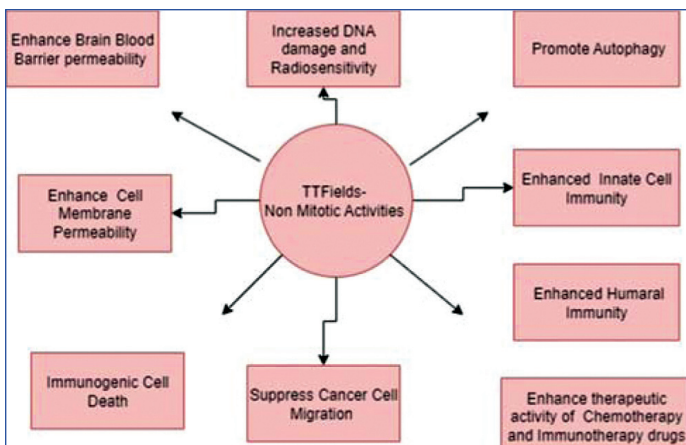 Enhance Brain Blood
Barrier permeability
Increased DNA
damage and
Radiosensitivity
Promote Autophagy
TTFields-
Non Mitotic Activities
Enhance Cell
Membrane
Permeability
Enhanced Innate Cell
Immunity
Enhanced Humaral
Immunity
Immunogenic Cell
Death
Suppress Cancer Cell
Migration
Enhance therapeutic
activity of Chemotherapy
and Immunotherapy drugs